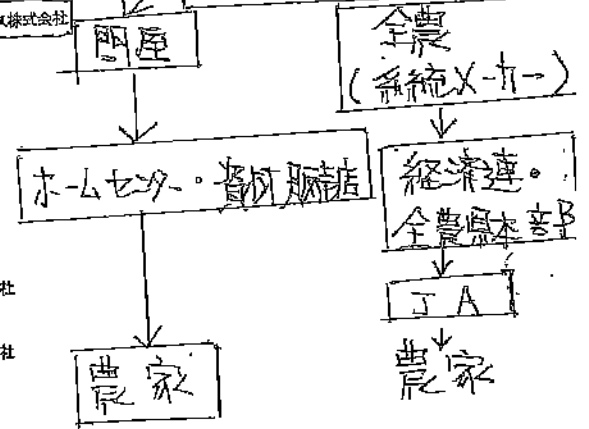 株式会社
問屋
全農
(系統メーカー)
ホームセンター・資材販売店
経済連・
全農県本部
JA
社
社
農家
農家